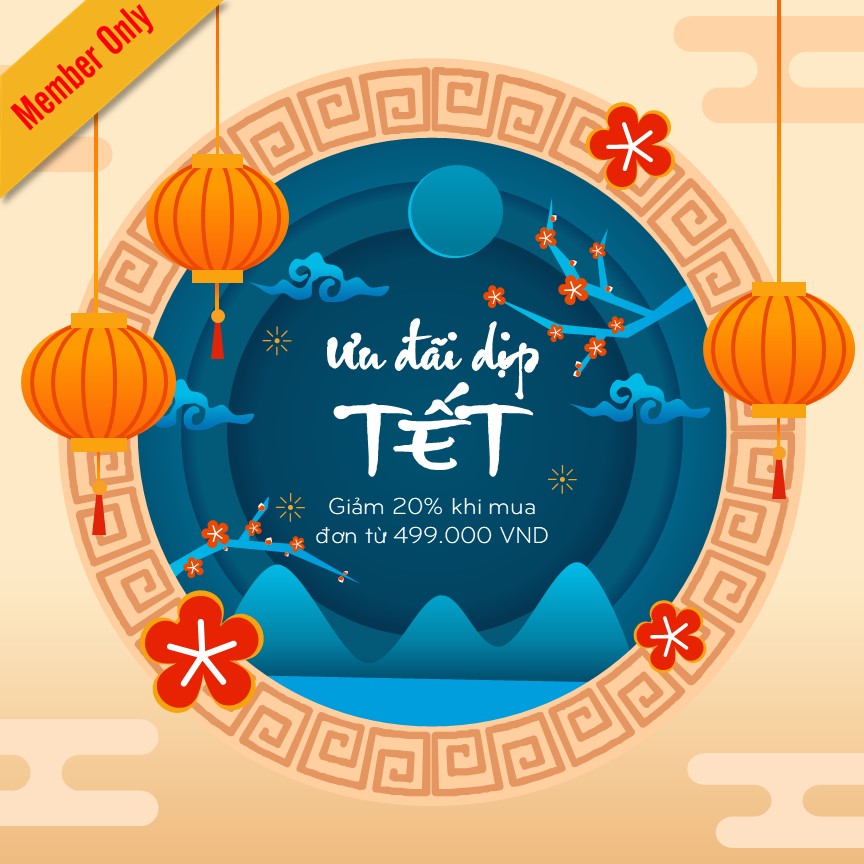 Member Only
Ưu đãi dịp
TẾT
Giảm 20% khi mua
đơn từ 499.000 VND